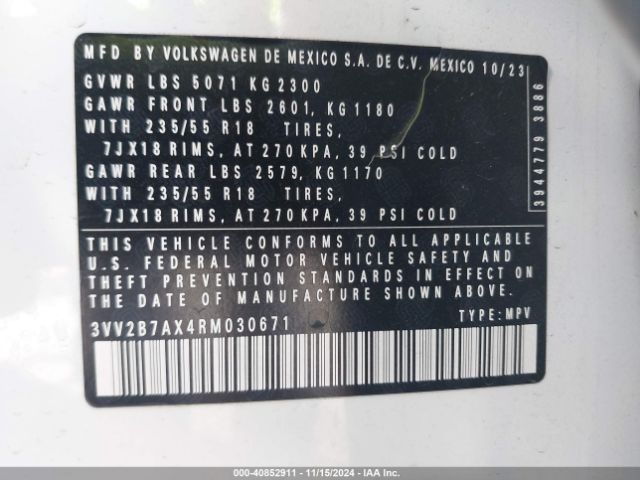 MFD BY VOLKSWAGEN DE MEXICO S.A. DE C.V. MEXICO 10/23
GVWR LBS 5071 KG 2300
GAWR FRONT LBS 2601, KG 1180
WITH 235/55 R18 TIRES,
7JX18 RIMS, AT 270 KPA, 39 PSI COLD
GAWR REAR LBS 2579, KG 1170
WITH 235/55 R18 TIRES,
7JX18 RIMS, AT 270 KPA, 39 PSI COLD
3944779 3886
THIS VEHICLE CONFORMS TO ALL APPLICABLE
U.S. FEDERAL MOTOR VEHICLE SAFETY AND
THEFT PREVENTION STANDARDS IN EFFECT ON
THE DATE OF MANUFACTURE SHOWN ABOVE.
3VV2B7AX4RM030671 TYPE: MPV
000-40852911 - 11/15/2024 - IAAI.com